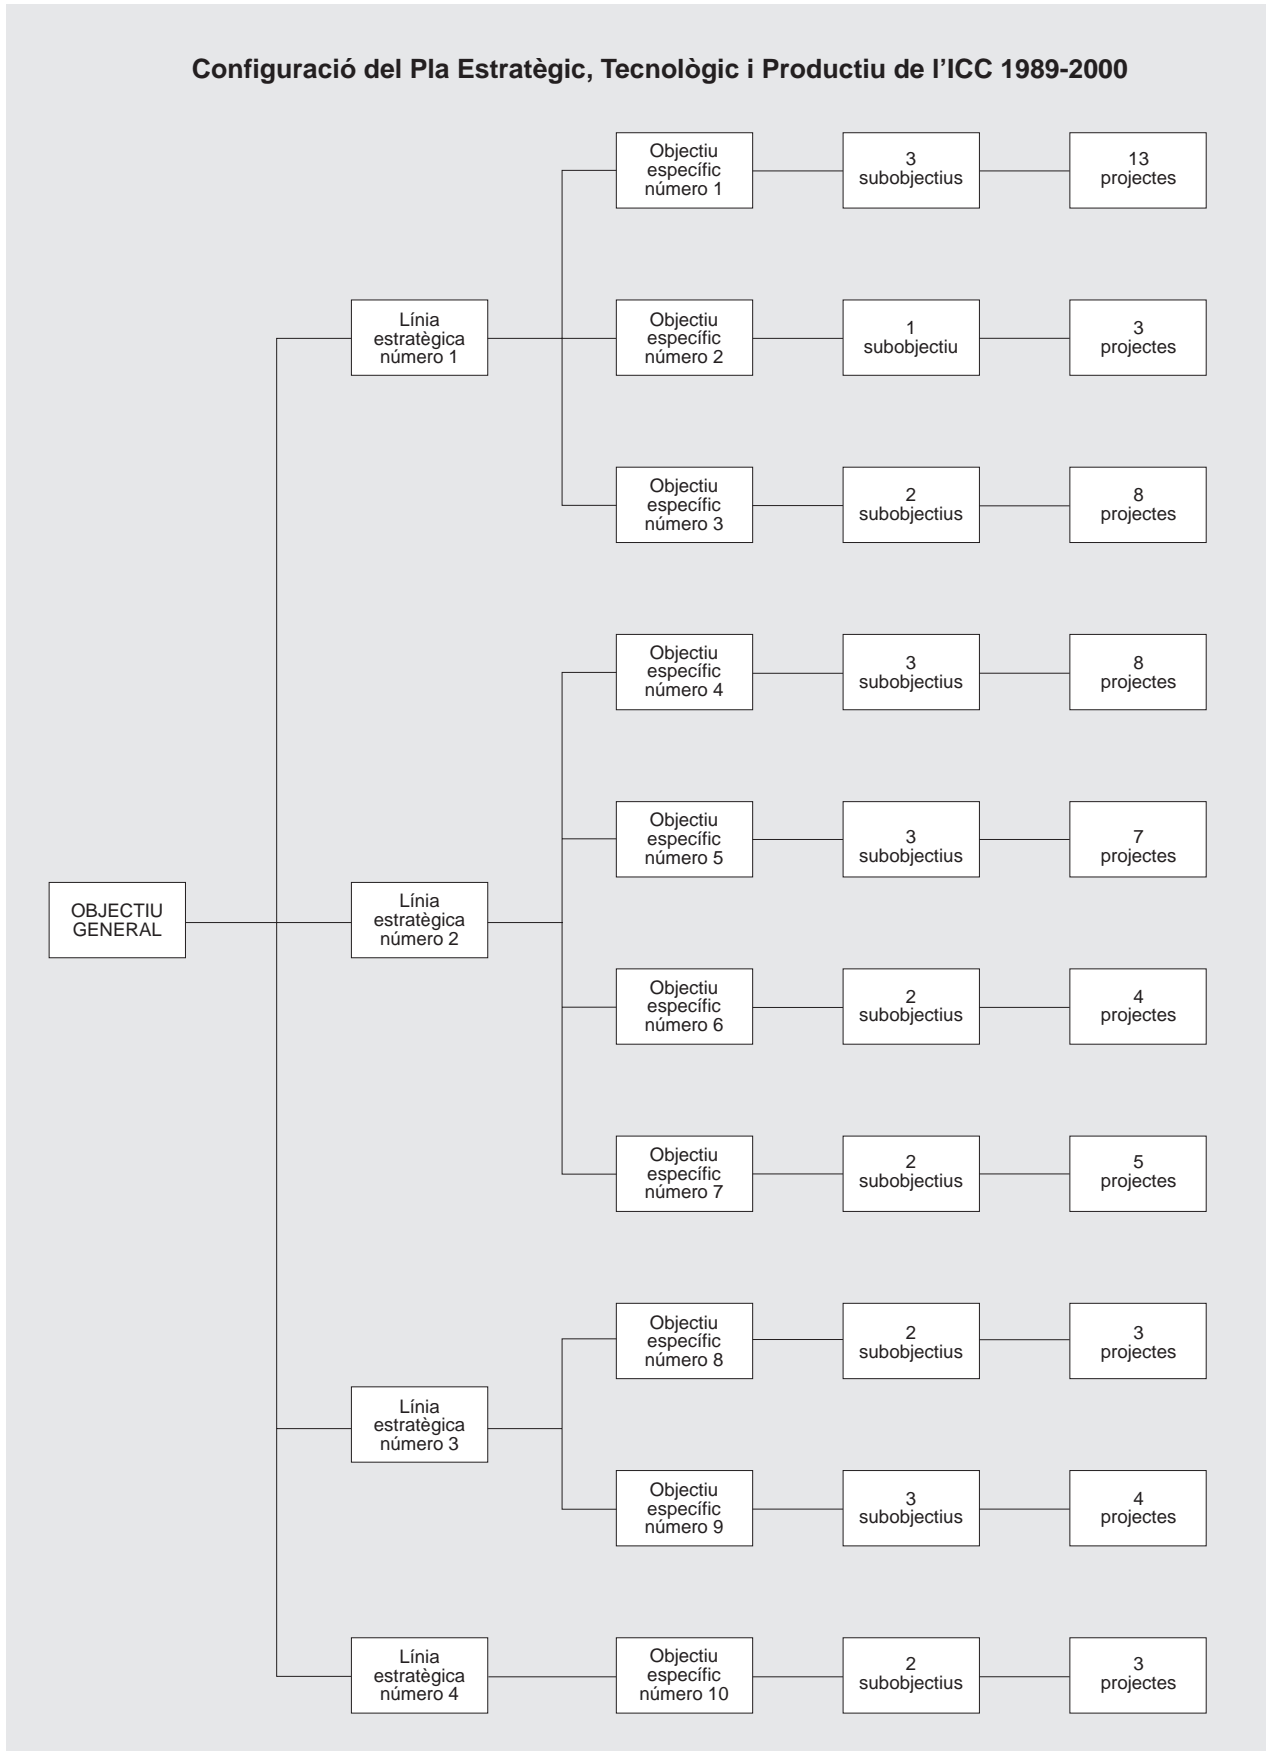 Configuració del Pla Estratègic, Tecnològic i Productiu de l’ICC 1989-2000
Objectiu
específic
número 1
3
subobjectius
13
projectes
Línia
estratègica
número 1
Objectiu
específic
número 2
1
subobjectiu
3
projectes
Objectiu
específic
número 3
2
subobjectius
8
projectes
Objectiu
específic
número 4
3
subobjectius
8
projectes
Objectiu
específic
número 5
3
subobjectius
7
projectes
OBJECTIU
GENERAL
Línia
estratègica
número 2
Objectiu
específic
número 6
2
subobjectius
4
projectes
Objectiu
específic
número 7
2
subobjectius
5
projectes
Objectiu
específic
número 8
2
subobjectius
3
projectes
Línia
estratègica
número 3
Objectiu
específic
número 9
3
subobjectius
4
projectes
Línia
estratègica
número 4
Objectiu
específic
número 10
2
subobjectius
3
projectes